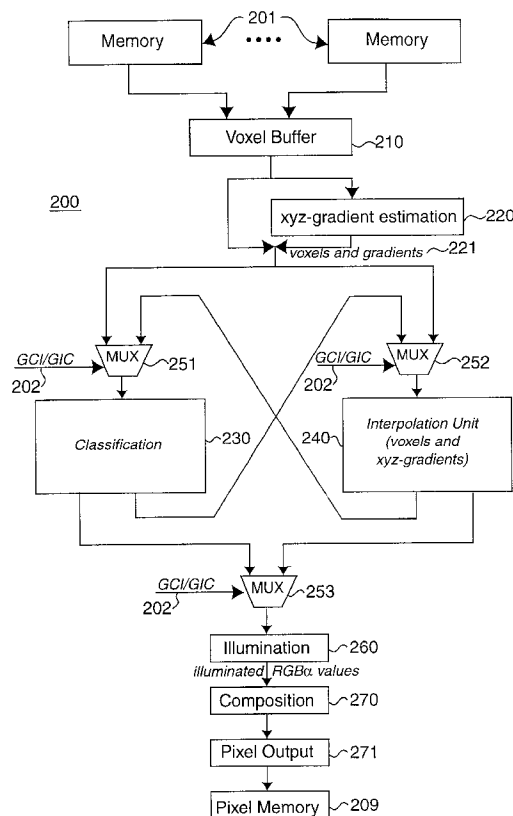 201
Memory
Memory
Voxel Buffer
210
200
xyz-gradient estimation
220
voxels and gradients
221
GCI/GIC
202
MUX
251
GCI/GIC
202
MUX
252
Classification
230
240
Interpolation Unit
(voxels and
xyz-gradients)
GCI/GIC
202
MUX
253
Illumination
260
illuminated RGBα values
Composition
270
Pixel Output
271
Pixel Memory
209